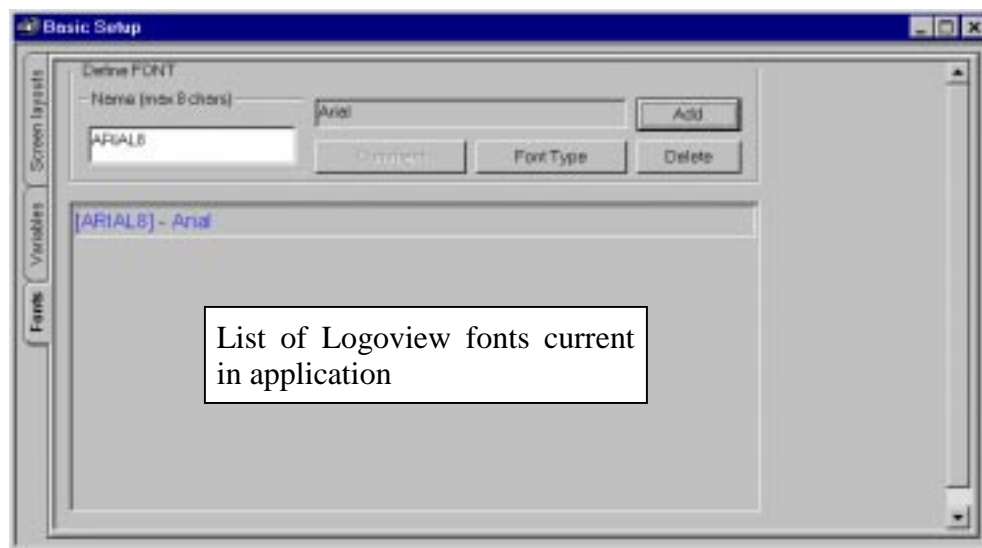 Basic Setup
Screen layouts
Variables
Fonts
Define FONT
Name (max 8 chars)
ARIAL8
Arial
Add
Comment
Font Type
Delete
[ARIAL8] - Arial
List of Logoview fonts current
in application